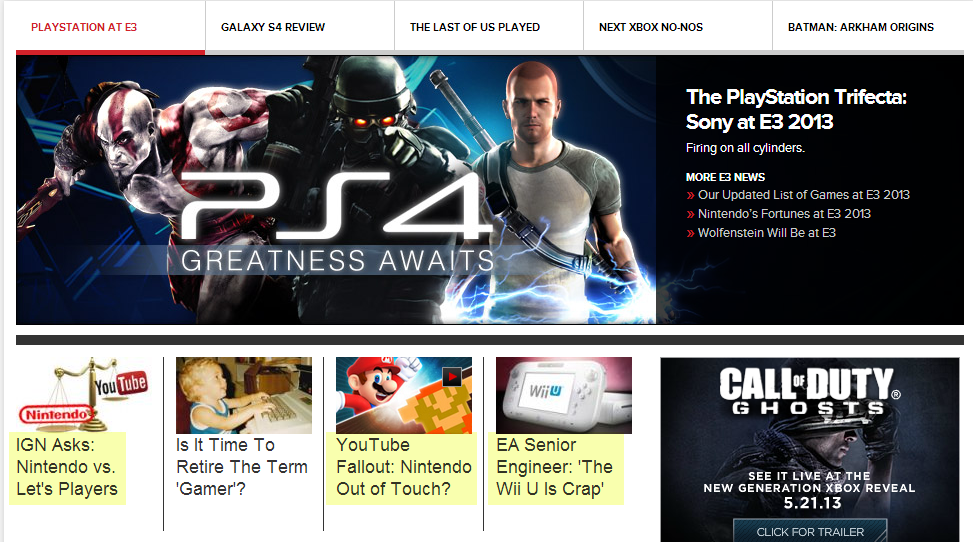 PLAYSTATION AT E3
GALAXY S4 REVIEW
THE LAST OF US PLAYED
NEXT XBOX NO-NOS
BATMAN: ARKHAM ORIGINS
PS4
GREATNESS AWAITS
The PlayStation Trifecta:
Sony at E3 2013
Firing on all cylinders.
MORE E3 NEWS
» Our Updated List of Games at E3 2013
» Nintendo's Fortunes at E3 2013
» Wolfenstein Will Be at E3
YouTube
Nintendo
IGN Asks:
Nintendo vs.
Let's Players
Is It Time To
Retire The Term
'Gamer'?
YouTube
Fallout: Nintendo
Out of Touch?
Wii U
EA Senior
Engineer: 'The
Wii U Is Crap'
CALL OF DUTY®
GHOSTS
SEE IT LIVE AT THE
NEW GENERATION XBOX REVEAL
5.21.13
CLICK FOR TRAILER